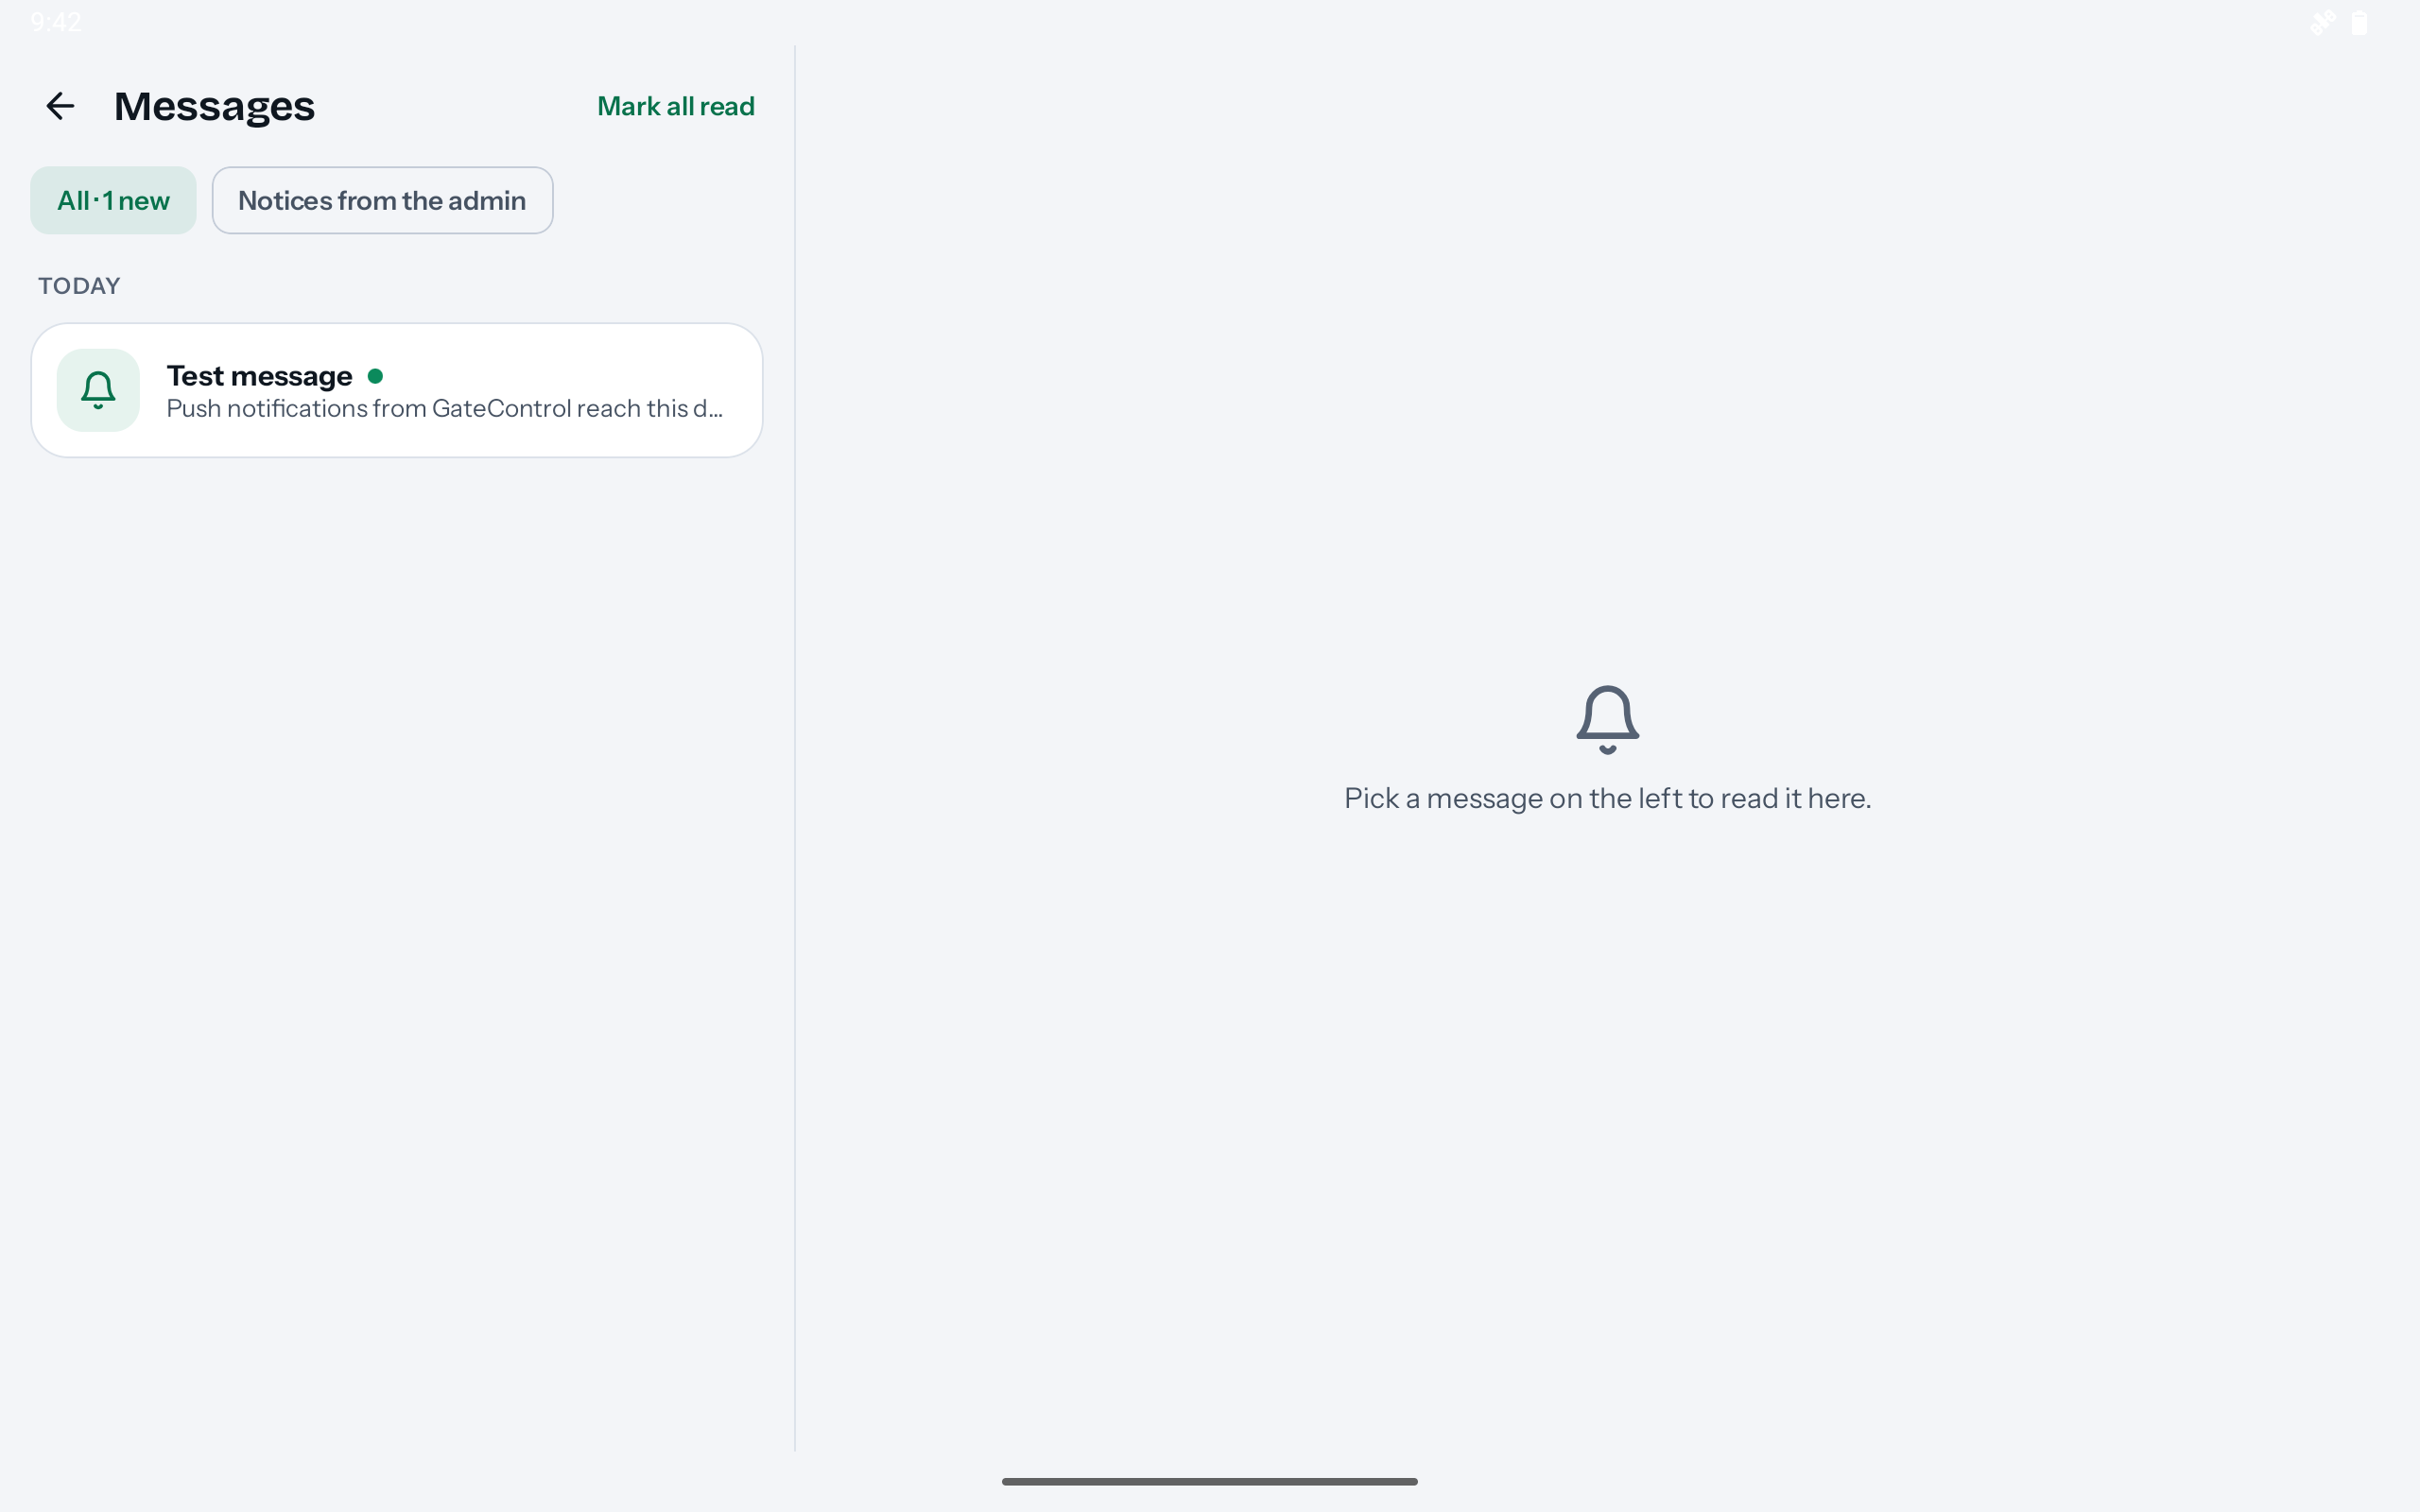 9:42
Messages
Mark all read
All · 1 new
Notices from the admin
TODAY
Test message
Push notifications from GateControl reach this d...
Pick a message on the left to read it here.